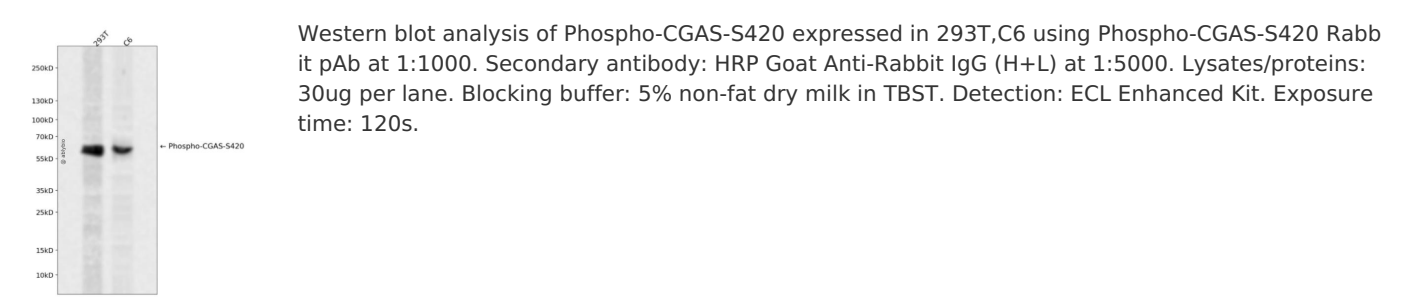 293T C6
250kD
130kD
100kD
70kD
55kD
35kD
25kD
15kD
10kD
@ ablybio
← Phospho-CGAS-S420
Western blot analysis of Phospho-CGAS-S420 expressed in 293T,C6 using Phospho-CGAS-S420 Rabb
it pAb at 1:1000. Secondary antibody: HRP Goat Anti-Rabbit IgG (H+L) at 1:5000. Lysates/proteins:
30ug per lane. Blocking buffer: 5% non-fat dry milk in TBST. Detection: ECL Enhanced Kit. Exposure
time: 120s.